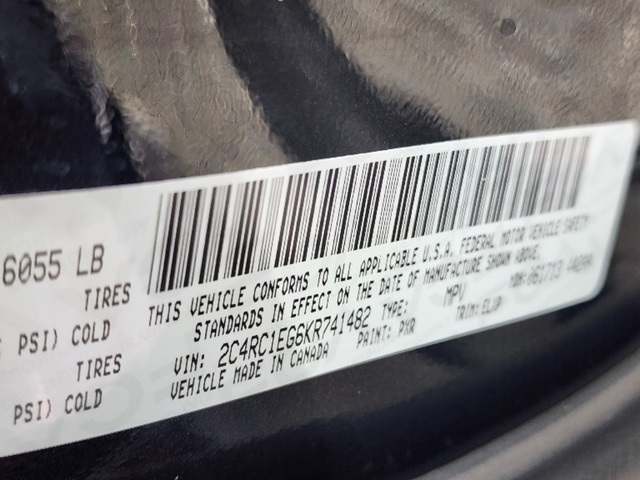 6055 LB
TIRES
PSI) COLD
TIRES
PSI) COLD
THIS VEHICLE CONFORMS TO ALL APPLICABLE U.S.A. FEDERAL MOTOR VEHICLE SAFETY
STANDARDS IN EFFECT ON THE DATE OF MANUFACTURE SHOWN ABOVE.
VIN: 2C4RC1EG6KR741482 TYPE: MPV
VEHICLE MADE IN CANADA PAINT: PXR TRIM: